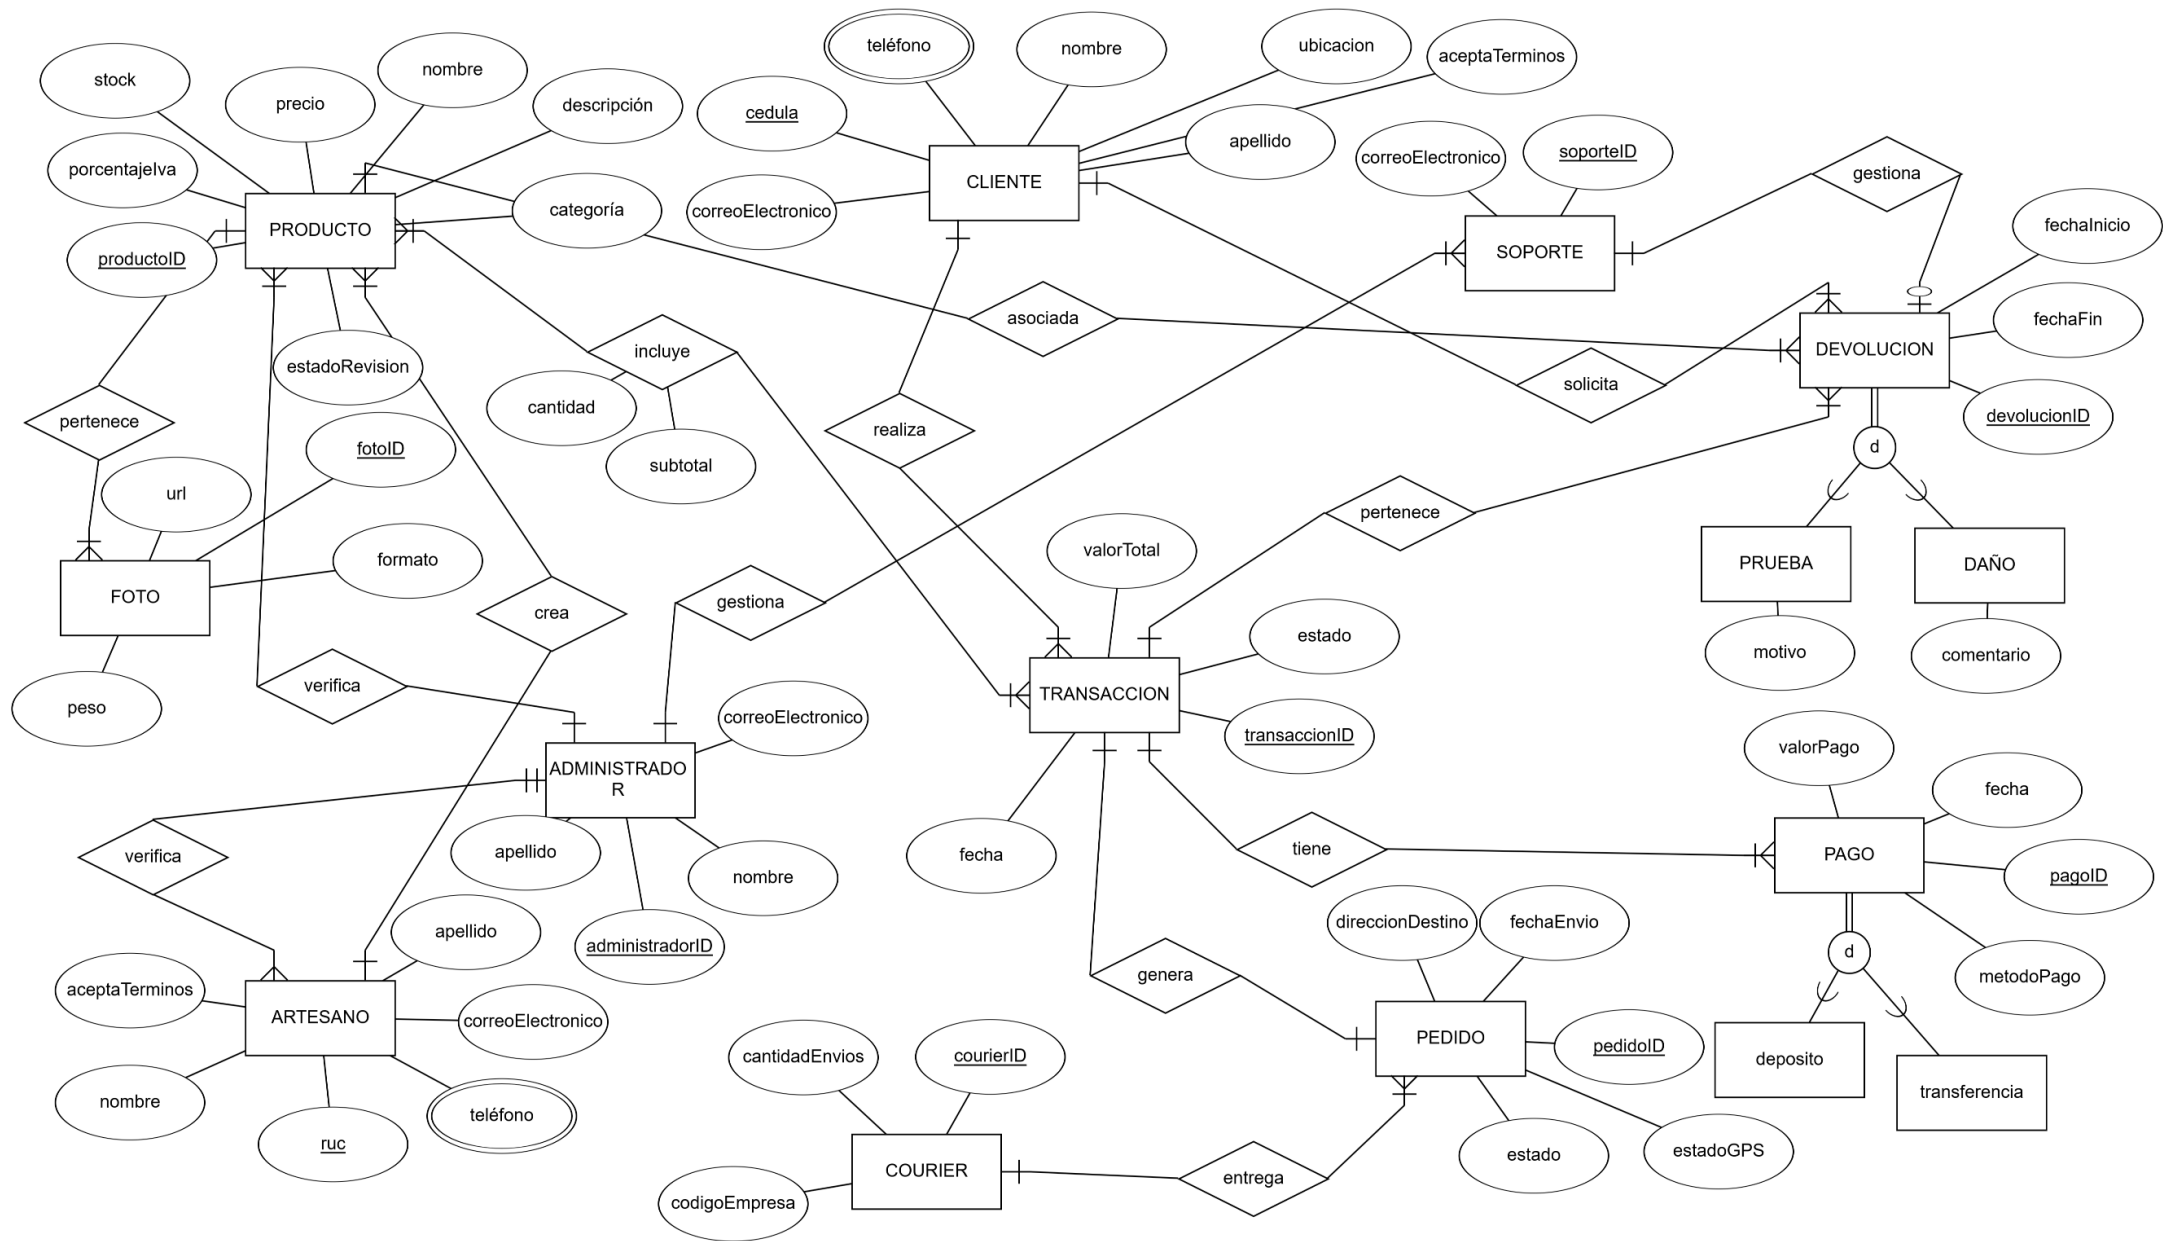 teléfono
nombre
ubicacion
aceptaTerminos
stock
precio
nombre
descripción
cedula
apellido
correoElectronico
soporteID
porcentajeIva
categoría
correoElectronico
CLIENTE
gestiona
productoID
PRODUCTO
SOPORTE
fechaInicio
asociada
fechaFin
estadoRevision
incluye
DEVOLUCION
solicita
devolucionID
cantidad
pertenece
realiza
fotoID
subtotal
d
url
pertenece
formato
valorTotal
PRUEBA
DAÑO
FOTO
crea
gestiona
estado
motivo
comentario
verifica
peso
correoElectronico
TRANSACCION
transaccionID
valorPago
ADMINISTRADO
R
fecha
verifica
apellido
nombre
fecha
tiene
PAGO
pagoID
apellido
administradorID
direccionDestino
fechaEnvio
d
metodoPago
aceptaTerminos
ARTESANO
correoElectronico
genera
PEDIDO
pedidoID
deposito
transferencia
cantidadEnvios
courierID
nombre
ruc
teléfono
COURIER
entrega
estado
estadoGPS
codigoEmpresa